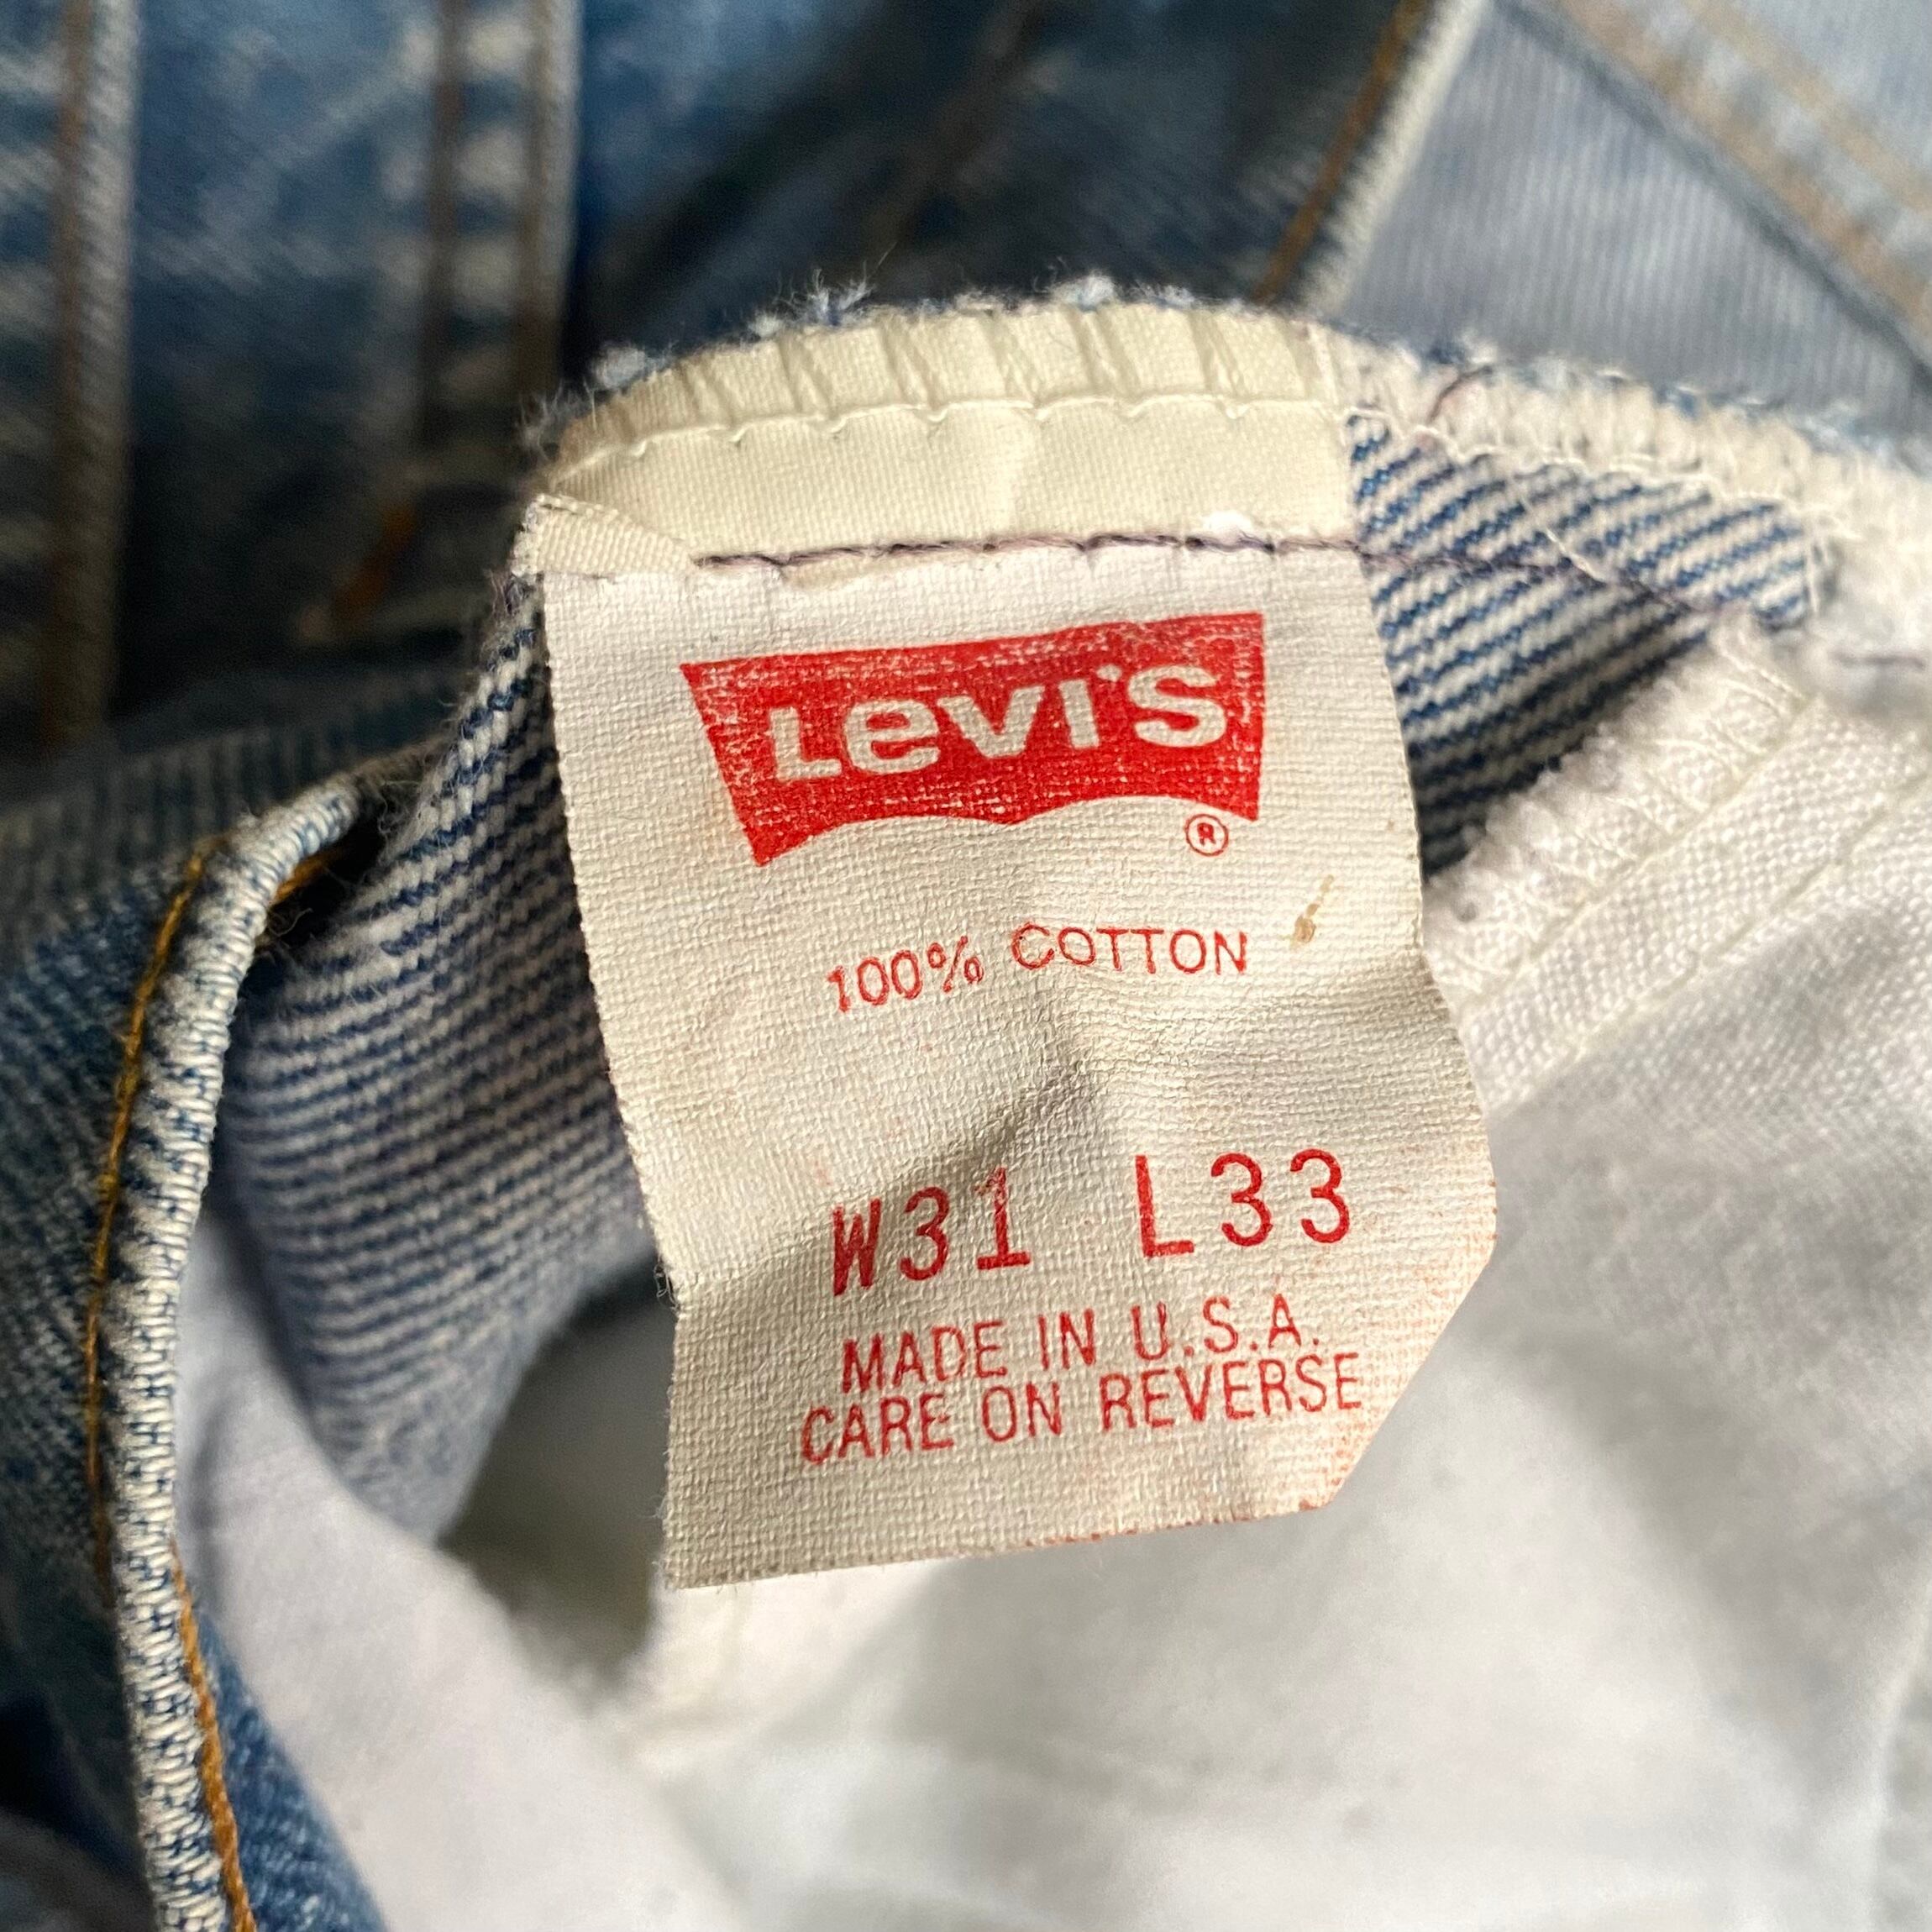 Levi's
®
100% COTTON
W31 L33
MADE IN U.S.A.
CARE ON REVERSE